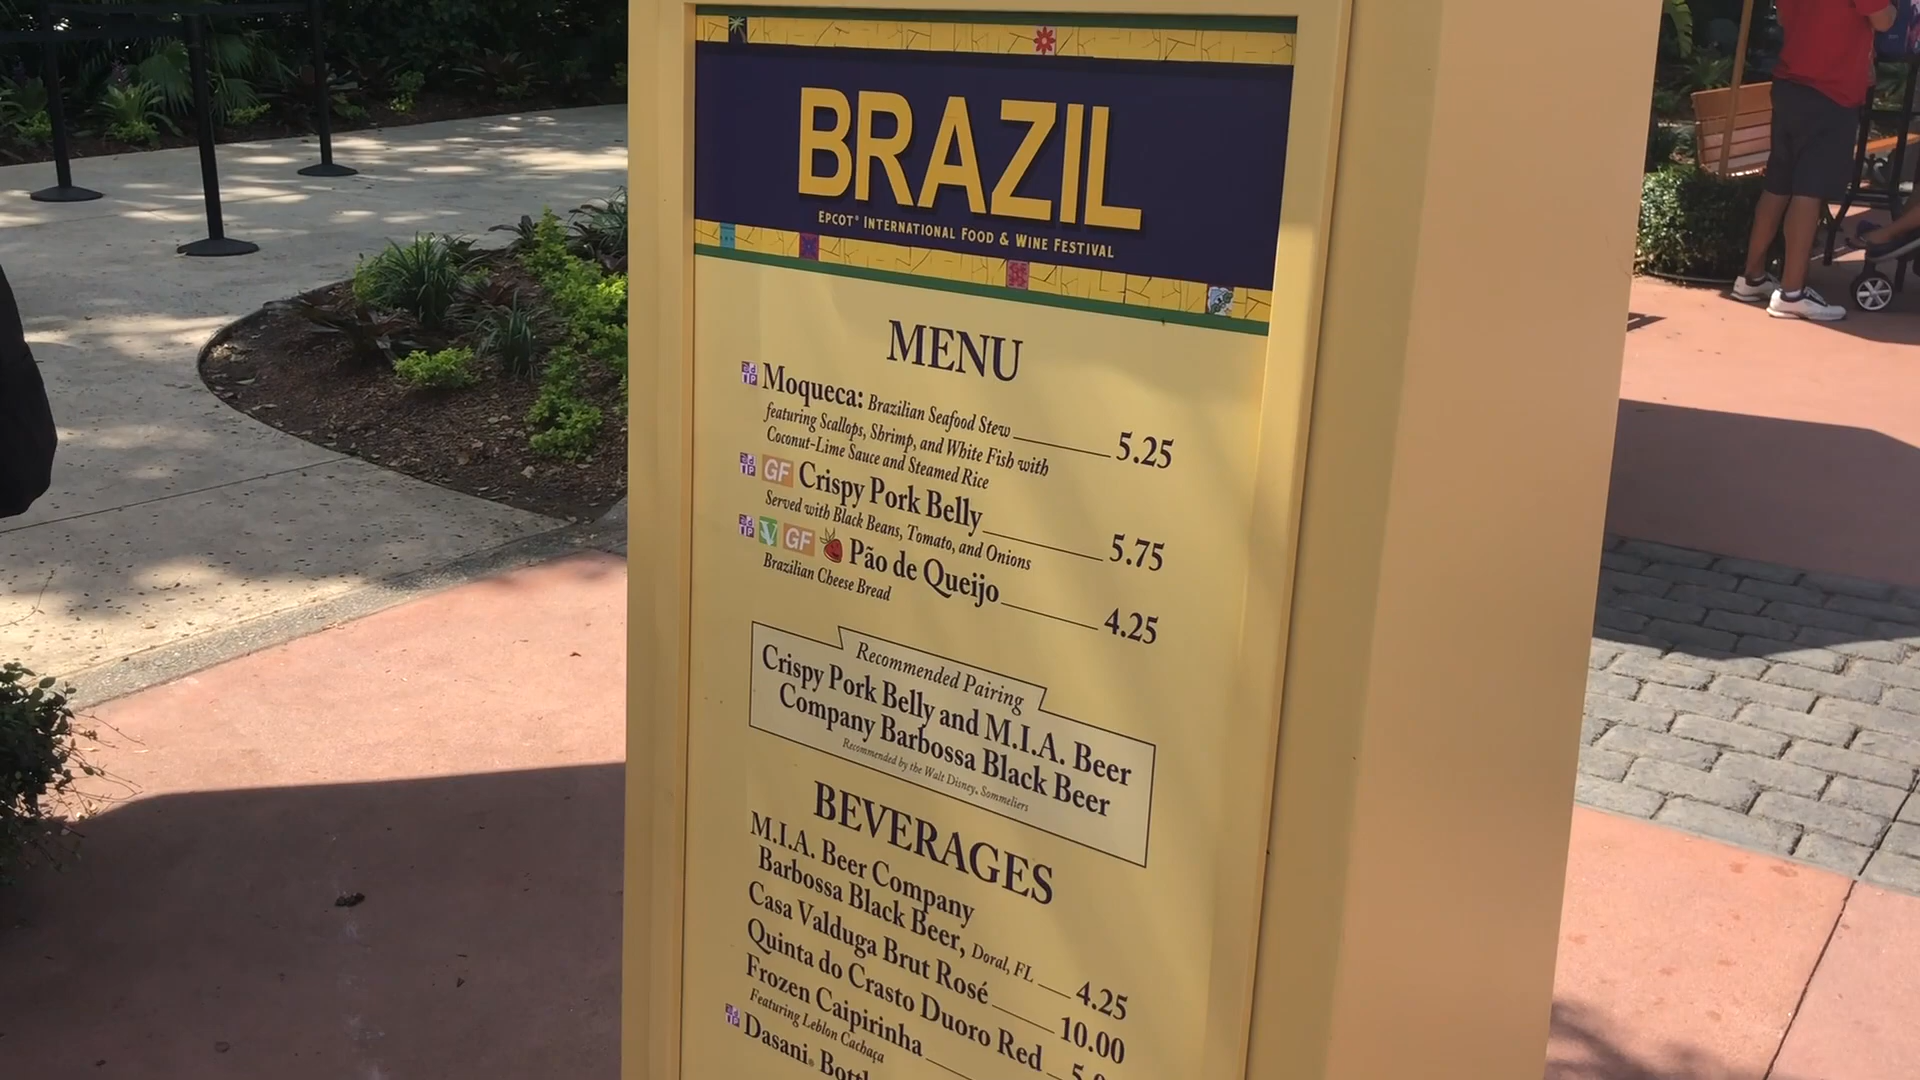 BRAZIL
EPCOT® INTERNATIONAL FOOD & WINE FESTIVAL
MENU
Moqueca: Brazilian Seafood Stew
featuring Scallops, Shrimp, and White Fish with 5.25
Coconut-Lime Sauce and Steamed Rice
GF Crispy Pork Belly
Served with Black Beans, Tomato, and Onions 5.75
V GF Pão de Queijo
Brazilian Cheese Bread 4.25
Recommended Pairing
Crispy Pork Belly and M.I.A. Beer
Company Barbossa Black Beer
Recommended by the Walt Disney® Sommeliers
BEVERAGES
M.I.A. Beer Company
Barbossa Black Beer, Doral, FL 4.25
Casa Valduga Brut Rosé 10.00
Quinta do Crasto Duoro Red
Frozen Caipirinha
Featuring Leblon Cachaça
Dasani®